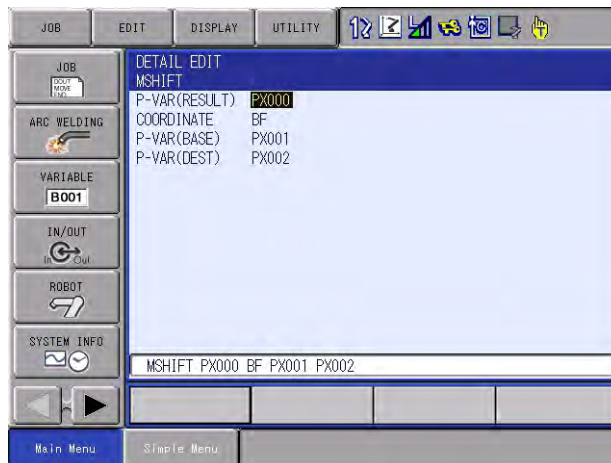 JOB EDIT DISPLAY UTILITY
JOB
DOUT
MOVE
END
ARC WELDING
VARIABLE
B001
IN/OUT
In Out
ROBOT
SYSTEM INFO
DETAIL EDIT
MSHIFT
P-VAR(RESULT) PX000
COORDINATE BF
P-VAR(BASE) PX001
P-VAR(DEST) PX002
MSHIFT PX000 BF PX001 PX002
Main Menu Simple Menu